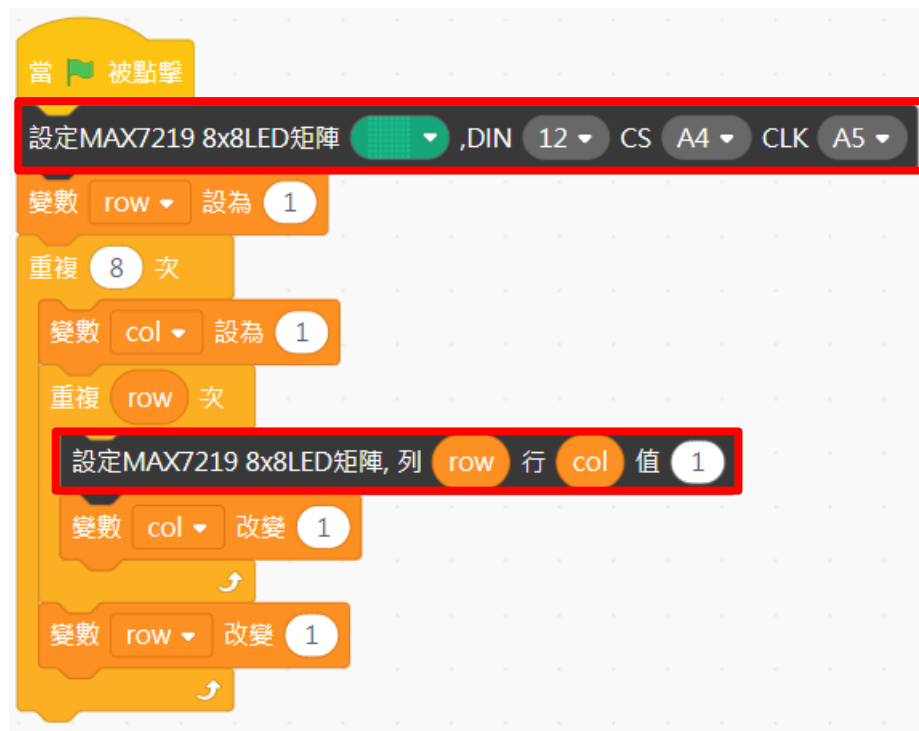 當 被點擊
設定MAX7219 8x8LED矩陣 ,DIN 12 CS A4 CLK A5
變數 row 設為 1
重複 8 次
變數 col 設為 1
重複 row 次
設定MAX7219 8x8LED矩陣, 列 row 行 col 值 1
變數 col 改變 1
變數 row 改變 1